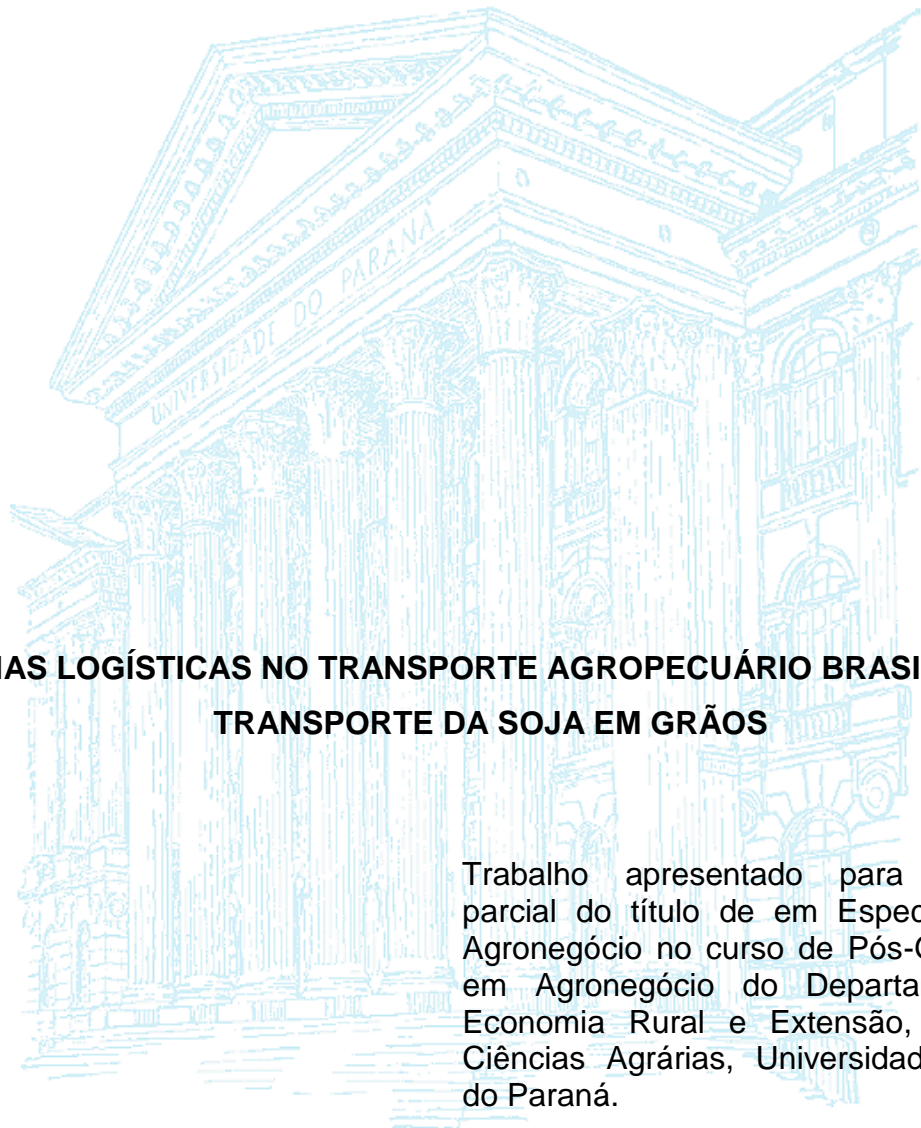 UNIVERSIDADE DO PARANÁ
MAS LOGÍSTICAS NO TRANSPORTE AGROPECUÁRIO BRASI
TRANSPORTE DA SOJA EM GRÃOS
Trabalho apresentado para
parcial do título de em Espec
Agronegócio no curso de Pós-
em Agronegócio do Departa
Economia Rural e Extensão,
Ciências Agrárias, Universidad
do Paraná.